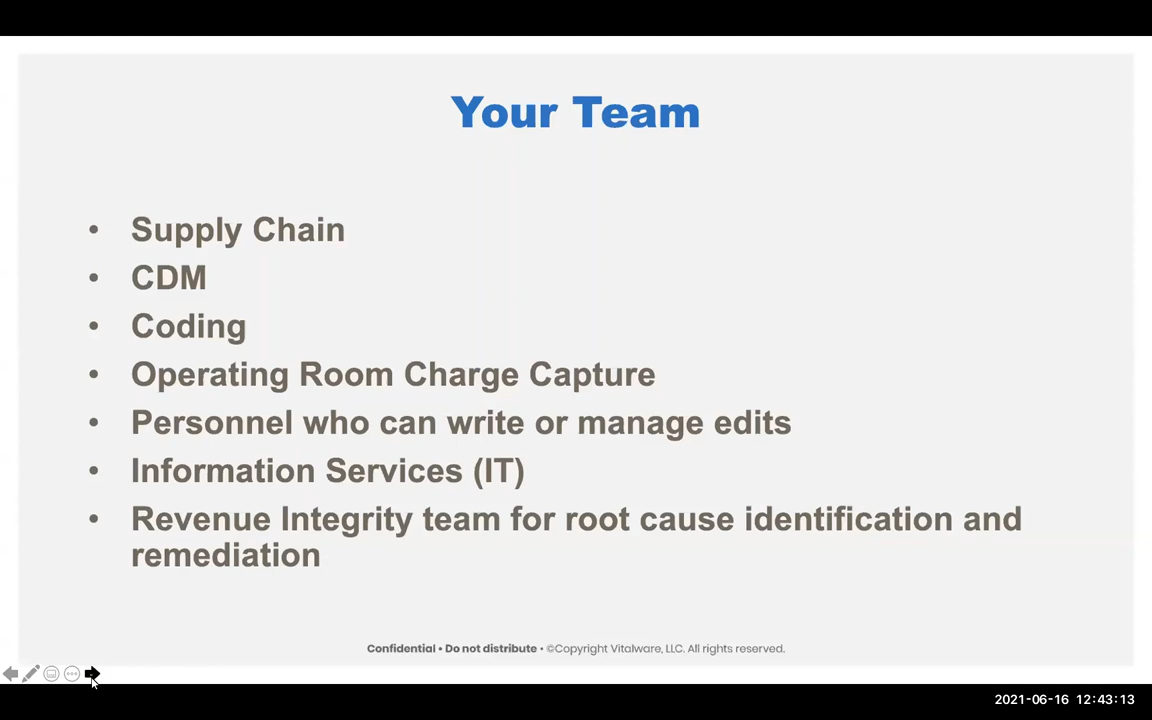 Your Team
• Supply Chain
• CDM
• Coding
• Operating Room Charge Capture
• Personnel who can write or manage edits
• Information Services (IT)
• Revenue Integrity team for root cause identification and
remediation
Confidential • Do not distribute • ©Copyright Vitalware, LLC. All rights reserved.
2021-06-16 12:43:13